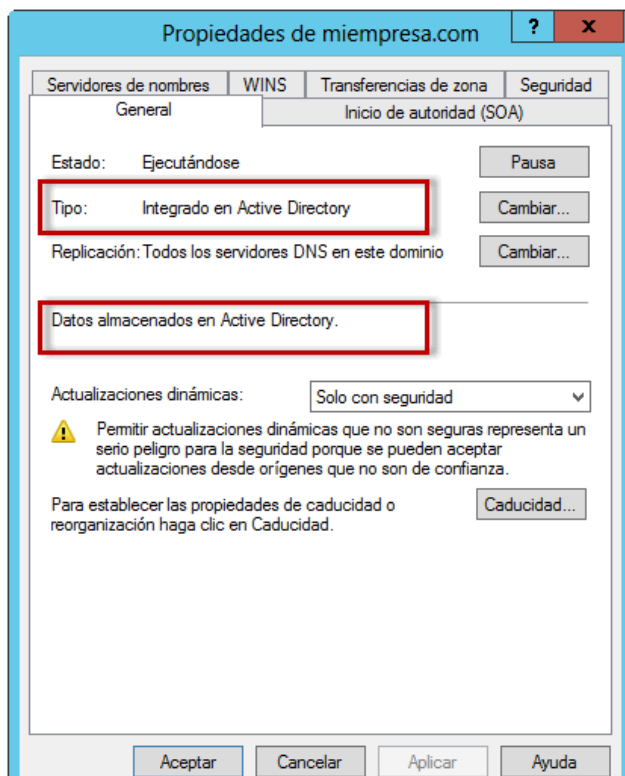 Propiedades de miempresa.com
?
x
Servidores de nombres
WINS
Transferencias de zona
Seguridad
General
Inicio de autoridad (SOA)
Estado:
Ejecutándose
Pausa
Tipo:
Integrado en Active Directory
Cambiar...
Replicación:
Todos los servidores DNS en este dominio
Cambiar...
Datos almacenados en Active Directory.
Actualizaciones dinámicas:
Solo con seguridad
Permitir actualizaciones dinámicas que no son seguras representa un
serio peligro para la seguridad porque se pueden aceptar
actualizaciones desde orígenes que no son de confianza.
Para establecer las propiedades de caducidad o
reorganización haga clic en Caducidad.
Caducidad...
Aceptar
Cancelar
Aplicar
Ayuda